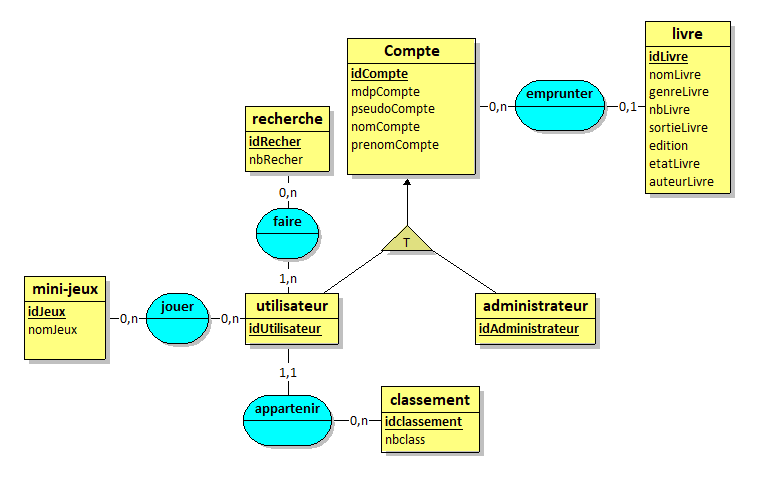 Compte
idCompte
mdpCompte
pseudoCompte
nomCompte
prenomCompte
0,n
emprunter
0,1
livre
idLivre
nomLivre
genreLivre
nbLivre
sortieLivre
edition
etatLivre
auteurLivre
recherche
idRecher
nbRecher
0,n
faire
1,n
T
mini-jeux
idJeux
nomJeux
0,n
jouer
0,n
utilisateur
idUtilisateur
administrateur
idAdministrateur
1,1
appartenir
0,n
classement
idclassement
nbclass